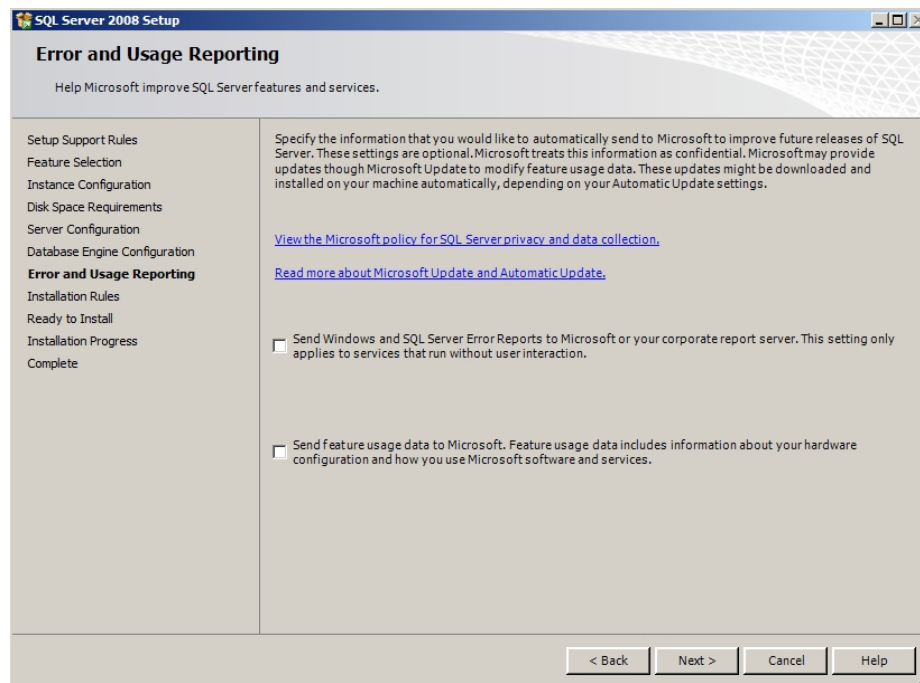 SQL Server 2008 Setup
Error and Usage Reporting
Help Microsoft improve SQL Server features and services.
Setup Support Rules
Feature Selection
Instance Configuration
Disk Space Requirements
Server Configuration
Database Engine Configuration
Error and Usage Reporting
Installation Rules
Ready to Install
Installation Progress
Complete
Specify the information that you would like to automatically send to Microsoft to improve future releases of SQL
Server. These settings are optional. Microsoft treats this information as confidential. Microsoft may provide
updates though Microsoft Update to modify feature usage data. These updates might be downloaded and
installed on your machine automatically, depending on your Automatic Update settings.
View the Microsoft policy for SQL Server privacy and data collection.
Read more about Microsoft Update and Automatic Update.
Send Windows and SQL Server Error Reports to Microsoft or your corporate report server. This setting only
applies to services that run without user interaction.
Send feature usage data to Microsoft. Feature usage data includes information about your hardware
configuration and how you use Microsoft software and services.
< Back
Next >
Cancel
Help